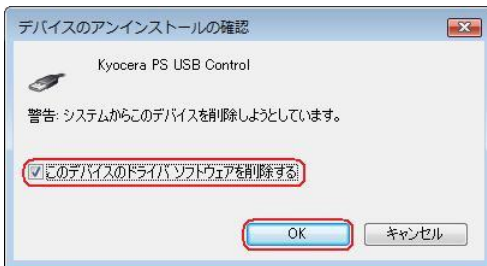 デバイスのアンインストールの確認
Kyocera PS USB Control
警告: システムからこのデバイスを削除しようとしています。
このデバイスのドライバ ソフトウェアを削除する
OK
キャンセル